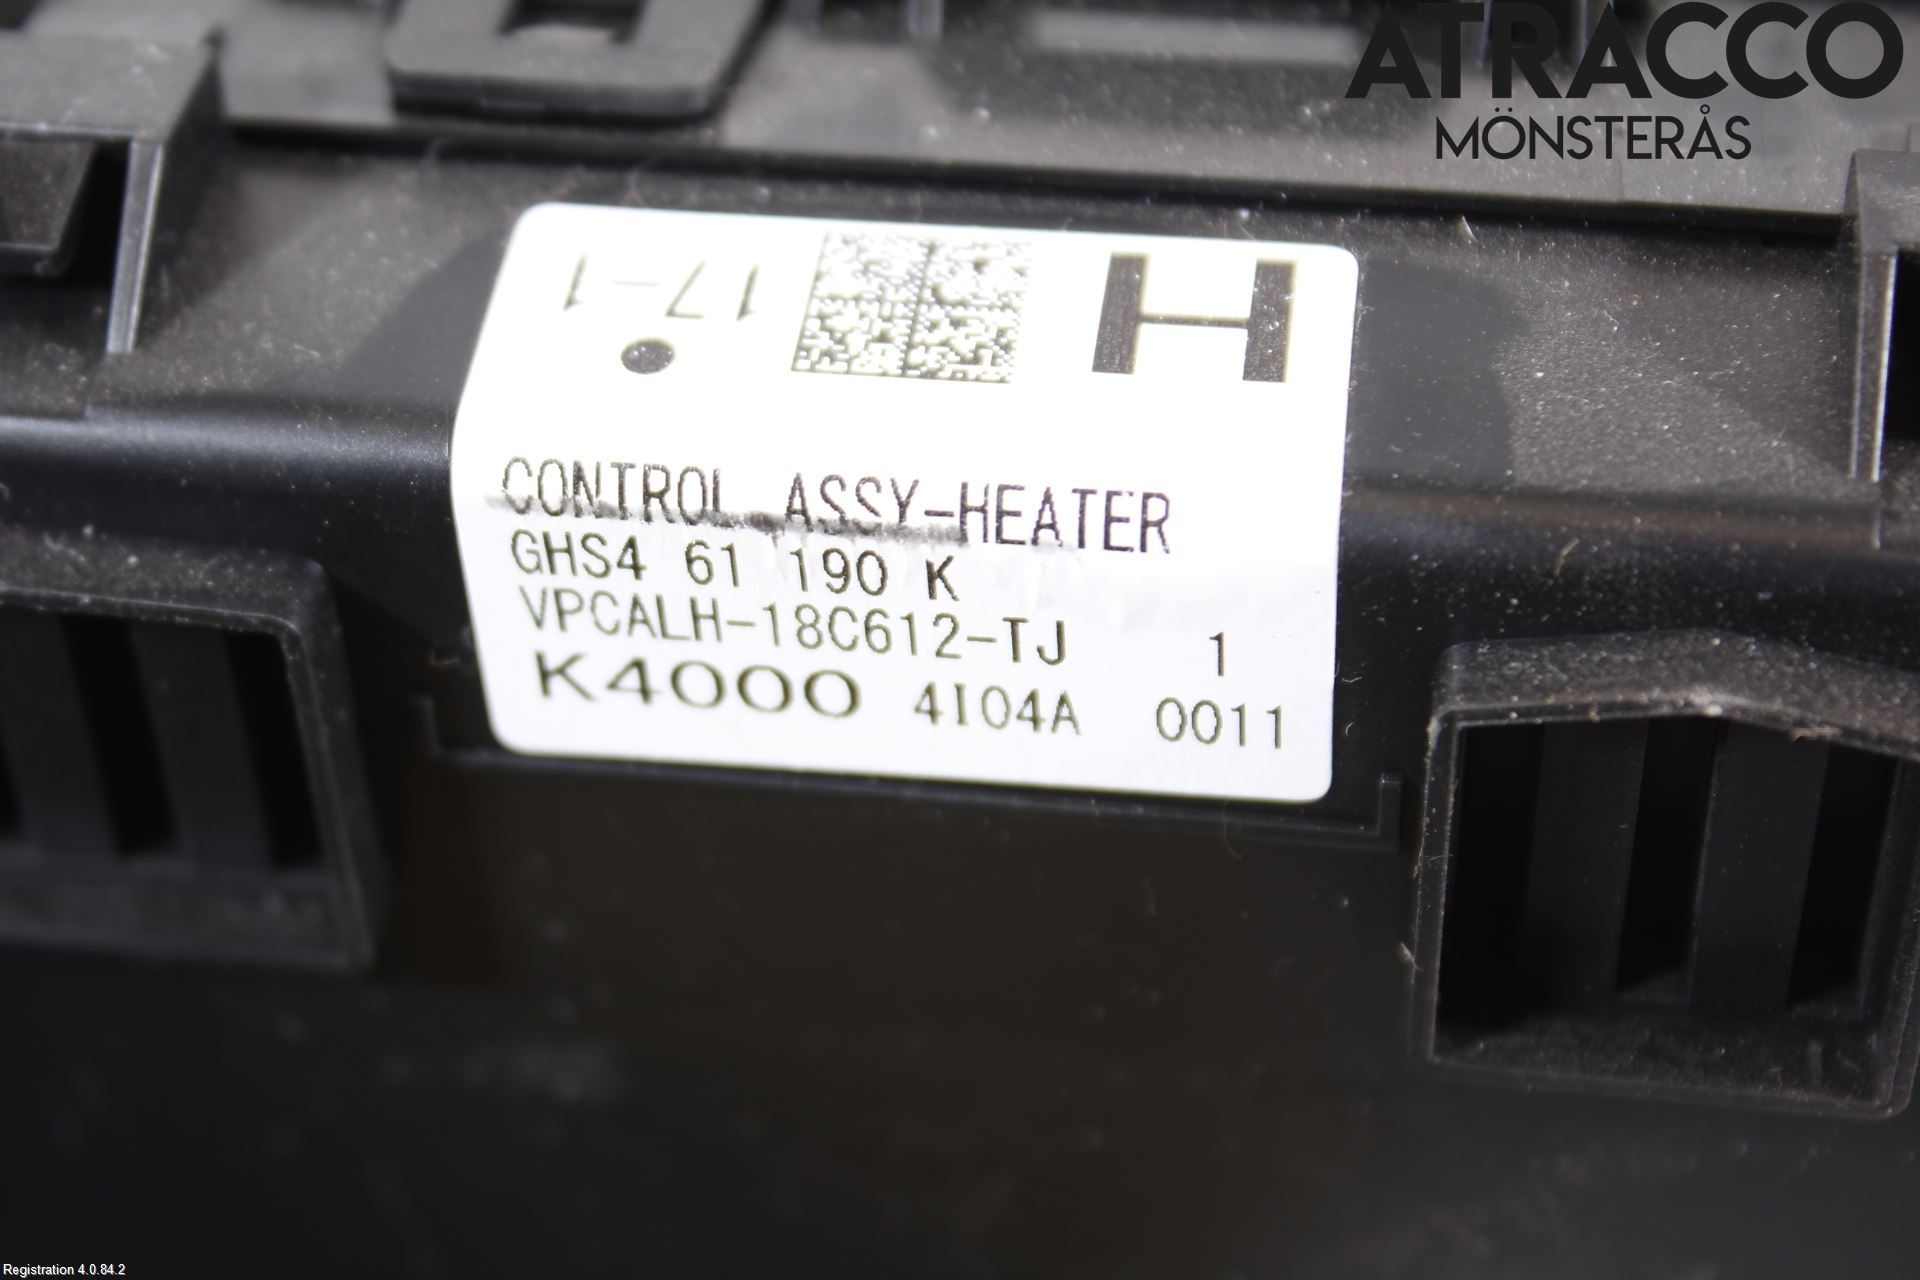 ATRACCO
MÖNSTERÅS
17-1
H
CONTROL ASSY-HEATER
GHS4 61 190 K
VPCALH-18C612-TJ 1
K4000 4I04A 0011
Registration 4.0.84.2